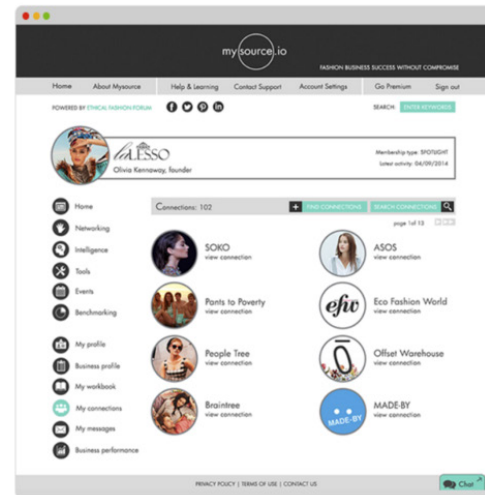 mysource.io
FASHION BUSINESS SUCCESS WITHOUT COMPROMISE
Home About Mysource Help & Learning Contact Support Account Settings Go Premium Sign out
POWERED BY ETHICAL FASHION FORUM
SEARCH: ENTER KEYWORDS
laLESSO
Olivia Kennaway, founder
Membership type: SPOTLIGHT
Latest activity: 04/09/2014
Connections: 102
+ FIND CONNECTIONS SEARCH CONNECTIONS
page 1 of 13
Home
Networking
Intelligence
Tools
Events
Benchmarking
My profile
Business profile
My workbook
My connections
My messages
Business performance
SOKO
view connection
ASOS
view connection
Pants to Poverty
view connection
efw
Eco Fashion World
view connection
People Tree
view connection
Offset Warehouse
view connection
Braintree
view connection
MADE-BY
MADE-BY
view connection
PRIVACY POLICY | TERMS OF USE | CONTACT US
Chat